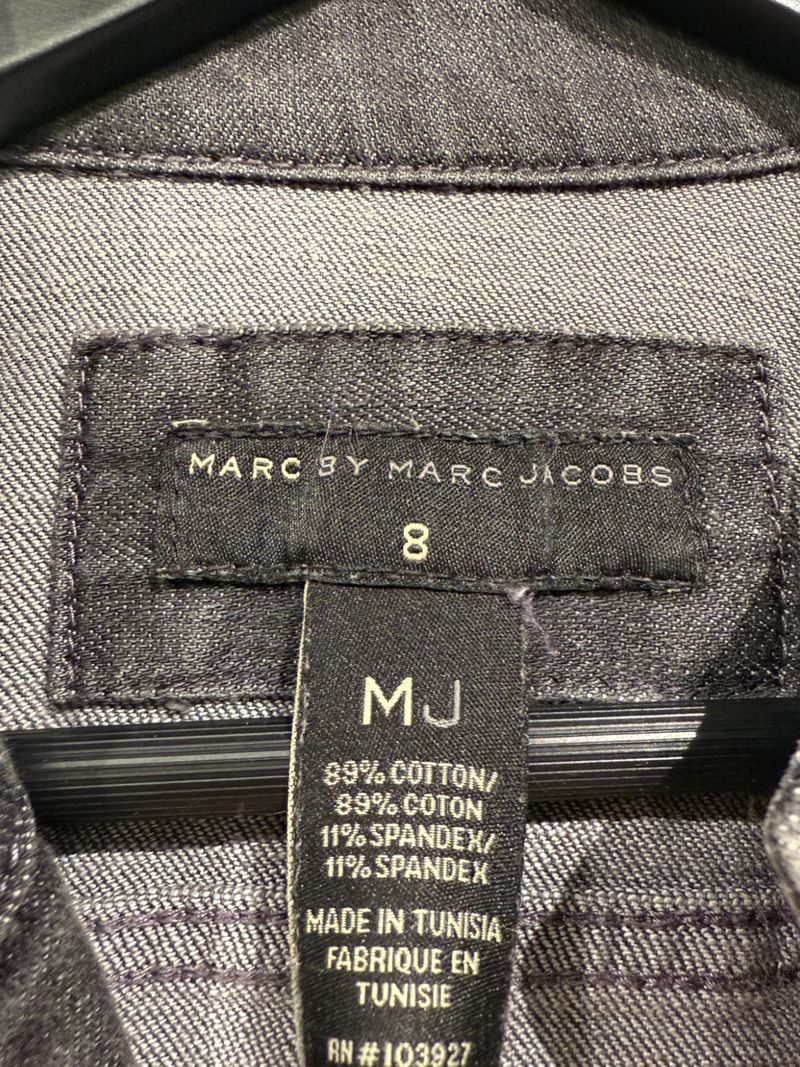 MARC BY MARC JACOBS
8
MJ
89% COTTON/
89% COTON
11% SPANDEX/
11% SPANDEX
MADE IN TUNISIA
FABRIQUE EN
TUNISIE
RN #103927